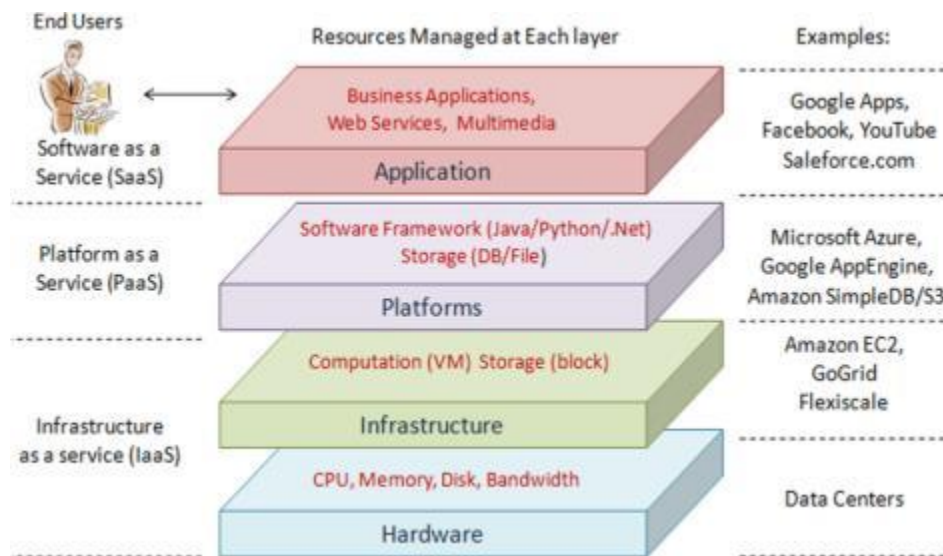 End Users
Resources Managed at Each layer
Examples:
Business Applications,
Web Services, Multimedia
Application
Software as a
Service (SaaS)
Google Apps,
Facebook, YouTube
Saleforce.com
Software Framework (Java/Python/.Net)
Storage (DB/File)
Platforms
Platform as a
Service (PaaS)
Microsoft Azure,
Google AppEngine,
Amazon SimpleDB/S3
Computation (VM) Storage (block)
Infrastructure
Amazon EC2,
GoGrid
Flexiscale
Infrastructure
as a service (IaaS)
CPU, Memory, Disk, Bandwidth
Hardware
Data Centers